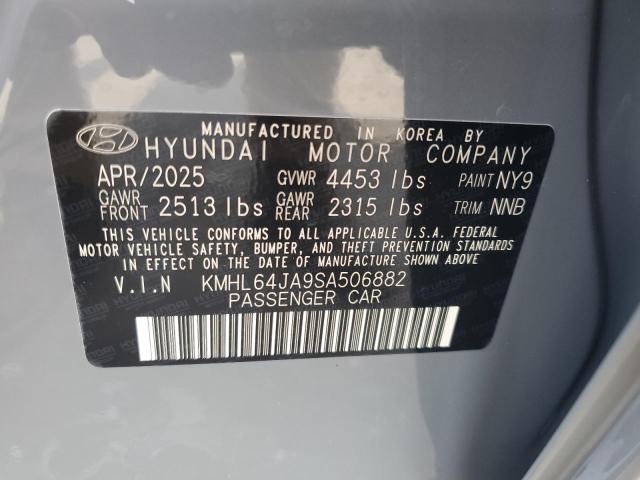 MANUFACTURED IN KOREA BY
HYUNDAI MOTOR COMPANY
APR/2025 GVWR 4453 lbs PAINT NY9
GAWR FRONT 2513 lbs GAWR REAR 2315 lbs TRIM NNB
THIS VEHICLE CONFORMS TO ALL APPLICABLE U.S.A. FEDERAL
MOTOR VEHICLE SAFETY, BUMPER, AND THEFT PREVENTION STANDARDS
IN EFFECT ON THE DATE OF MANUFACTURE SHOWN ABOVE
V.I.N KMHL64JA9SA506882
PASSENGER CAR